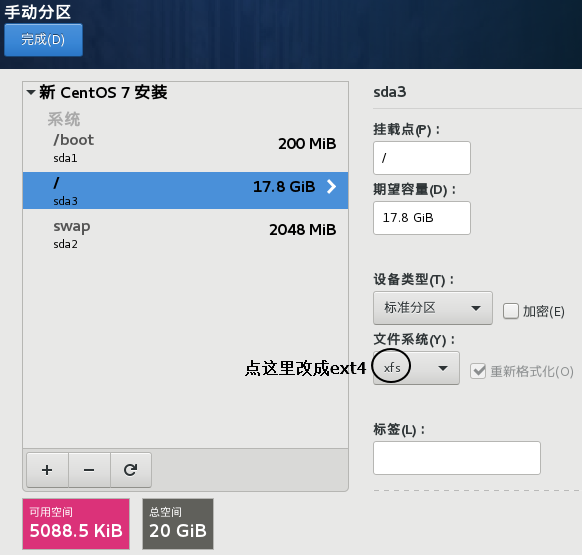 手动分区
完成(D)
新 CentOS 7 安装
系统
/boot
200 MiB
sda1
/
17.8 GiB
sda3
swap
2048 MiB
sda2
+
−
可用空间
5088.5 KiB
总空间
20 GiB
sda3
挂载点(P)：
/
期望容量(D)：
17.8 GiB
设备类型(T)：
标准分区
加密(E)
文件系统(Y)：
点这里改成ext4
xfs
重新格式化(O)
标签(L)：